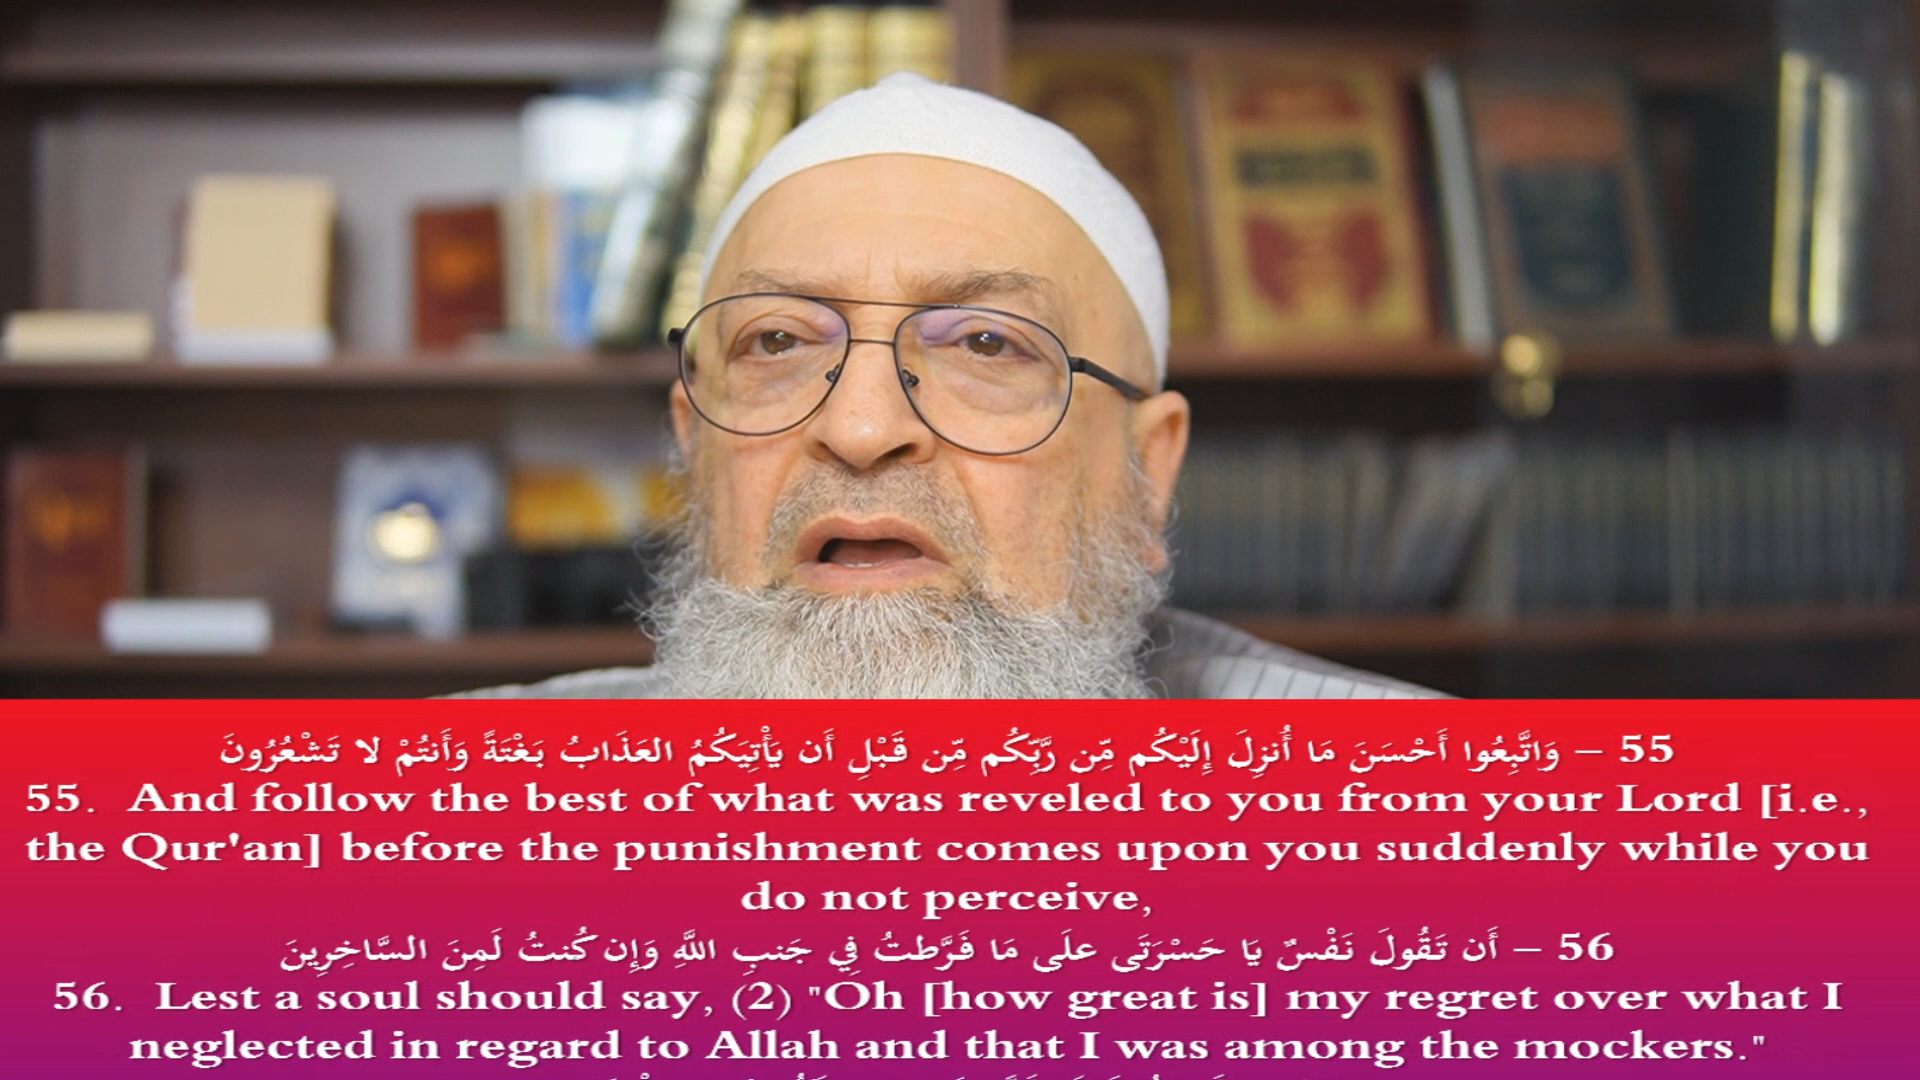 55 – وَاتَّبِعُوا أَحْسَنَ مَا أُنزِلَ إِلَيْكُم مِّن رَّبِّكُم مِّن قَبْلِ أَن يَأْتِيَكُمُ العَذَابُ بَغْتَةً وَأَنتُمْ لا تَشْعُرُونَ
55. And follow the best of what was reveled to you from your Lord [i.e.,
the Qur'an] before the punishment comes upon you suddenly while you
do not perceive,
56 – أَن تَقُولَ نَفْسٌ يَا حَسْرَتَى علَى مَا فَرَّطتُ فِي جَنبِ اللَّهِ وَإِن كُنتُ لَمِنَ السَّاخِرِينَ
56. Lest a soul should say, (2) "Oh [how great is] my regret over what I
neglected in regard to Allah and that I was among the mockers."